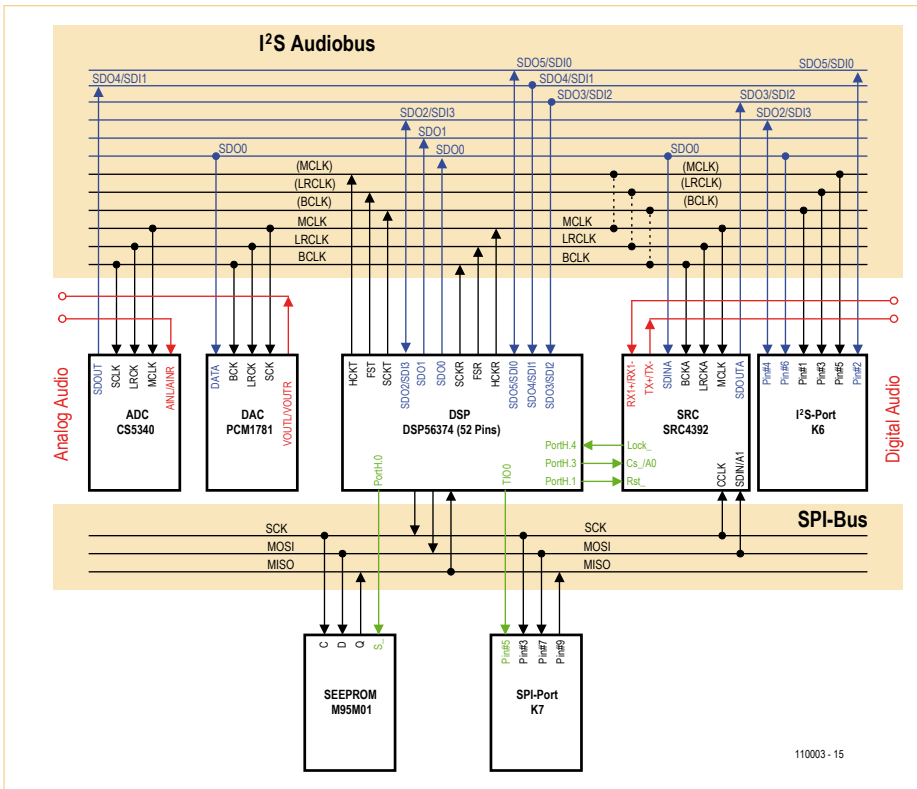 I²S Audiobus
SDO5/SDI0
SDO5/SDI0
SDO4/SDI1
SDO4/SDI1
SDO3/SDI2
SDO3/SDI2
SDO2/SDI3
SDO2/SDI3
SDO1
SDO0
SDO0
SDO0
(MCLK)
(MCLK)
(LRCLK)
(LRCLK)
(BCLK)
(BCLK)
MCLK
MCLK
LRCLK
LRCLK
BCLK
BCLK
Analog Audio
SDOUT
SCLK
LRCK
MCLK
AINL/AINR
ADC
CS5340
DATA
BCK
LRCK
SCK
VOUTL/VOUTR
DAC
PCM1781
HCKT
FST
SCKT
SDO2/SDI3
SDO1
SDO0
SCKR
FSR
HCKR
SDO5/SDI0
SDO4/SDI1
SDO3/SDI2
DSP
DSP56374 (52 Pins)
PortH.0
TIO0
PortH.4
PortH.3
PortH.1
RX1+/RX1-
TX+/TX-
SDINA
BCKA
LRCKA
MCLK
SDOUTA
SRC
SRC4392
Lock_
Cs_/A0
Rst_
CCLK
SDIN/A1
Pin#4
Pin#6
Pin#1
Pin#3
Pin#5
Pin#2
I²S-Port
K6
Digital Audio
SPI-Bus
SCK
SCK
MOSI
MOSI
MISO
MISO
C
D
Q
S_
SEEPROM
M95M01
Pin#5
Pin#3
Pin#7
Pin#9
SPI-Port
K7
110003 - 15